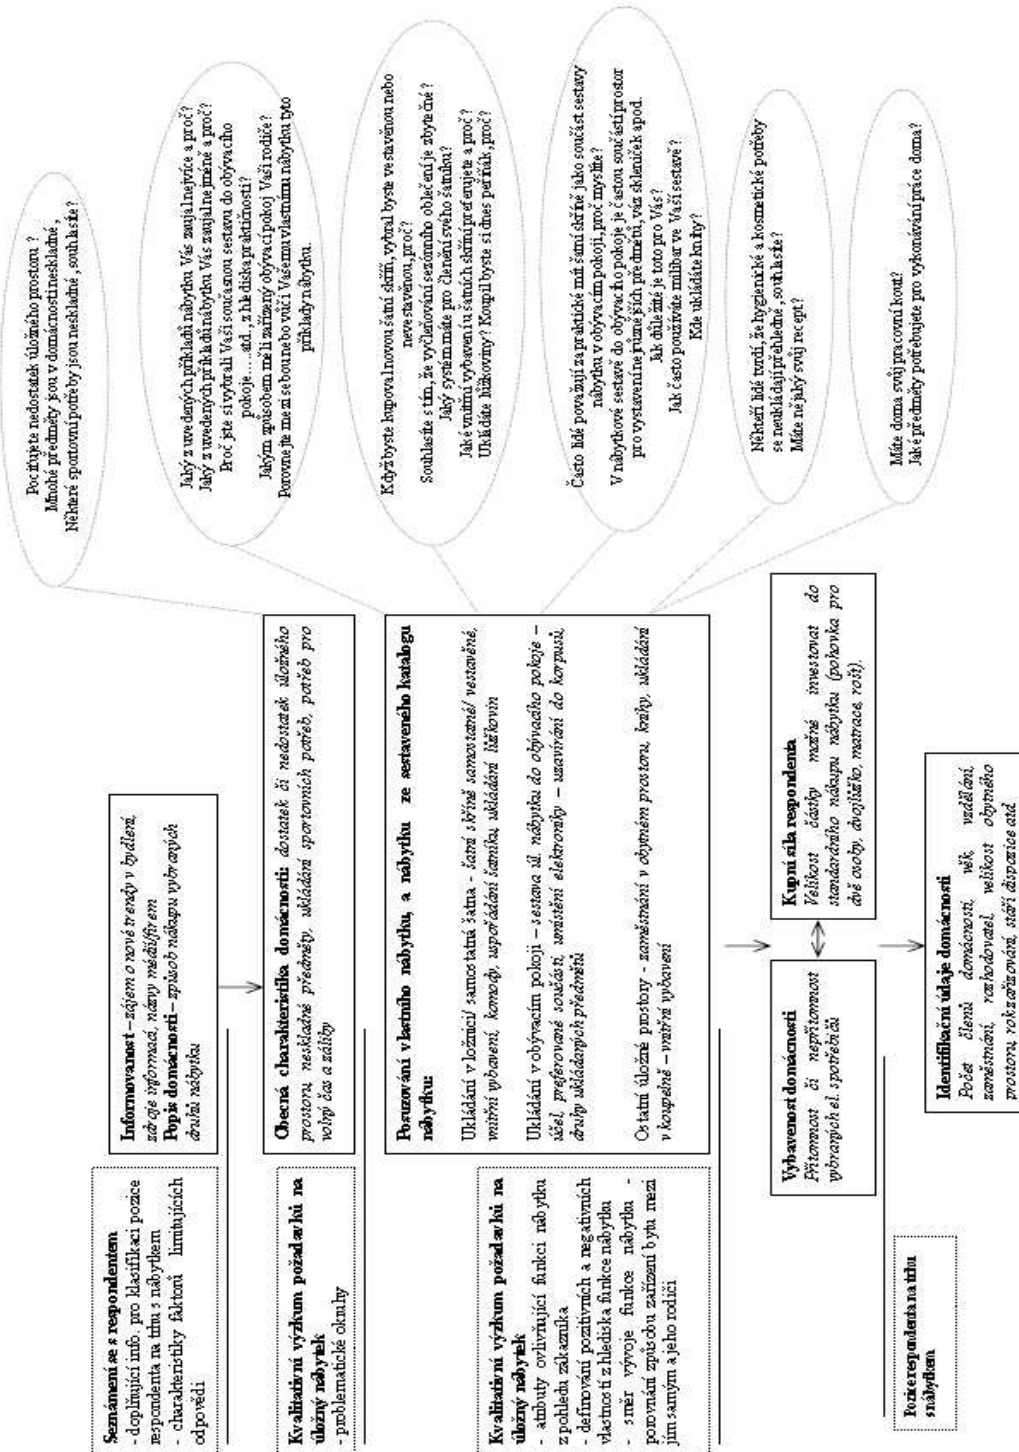 Seznámení se s respondentem
- doplňující info. pro klasifikaci pozice
respondenta na trhu s nábytkem
- charakteristiky faktorů limitujících
odpovědi
Informovanost – zájem o nové trendy v bydlení,
zdroje informací, názvy médií/firem
Popis domácnosti – způsob nákupu vybraných
druhů nábytku
Kvalitativní výzkum požadavků na
úložný nábytek
- problematické okruhy
Obecná charakteristika domácnosti: dostatek či nedostatek úložného
prostoru, neskladné předměty, ukládání sportovních potřeb, potřeb pro
volný čas a záliby
Pociťujete nedostatek úložného prostoru ?
Mnohé předměty jsou v domácnosti neskladné,
Některé sportovní potřeby jsou neskladné , souhlasíte?
Kvalitativní výzkum požadavků na
úložný nábytek
- atributy ovlivňující funkci nábytku
z pohledu zákazníka
- definování pozitivních a negativních
vlastností z hlediska funkce nábytku
- směr vývoje funkce nábytku -
porovnání způsobu zařízení bytu mezi
jím samým a jeho rodiči
Posuzování vlastního nábytku, a nábytku ze sestaveného katalogu
nábytku:
Ukládání v ložnici/ samostatná šatna - šatní skříně samostatné/ vestavěné,
vnitřní vybavení, komody, uspořádání šatníku, ukládání lůžkovin
Ukládání v obývacím pokoji – sestava úl. nábytku do obývacího pokoje –
účel, preferované součásti, umístění elektroniky – uzavírání do korpusů,
druhy ukládaných předmětů
Ostatní úložné prostory - zaměstnání v obytném prostoru, knihy, ukládání
v koupelně – vnitřní vybavení
Jaký z uvedených příkladů nábytku Vás zaujal nejvíce a proč?
Jaký z uvedených příkladů nábytku Vás zaujal nejméně a proč?
Proč jste si vybrali Vaši současnou sestavu do obývacího
pokoje….atd., z hlediska praktičnosti?
Jakým způsobem měli zařízený obývací pokoj Vaši rodiče?
Porovnejte mezi sebou nebo vůči Vašemu vlastnímu nábytku tyto
příklady nábytku.
Když byste kupoval novou šatní skříň, vybral byste vestavěnou nebo
nevestavěnou, proč?
Souhlasíte s tím, že vyčleňování sezónního oblečení je zbytečné ?
Jaký systém máte pro členění svého šatníku?
Jaké vnitřní vybavení u šatních skříní preferujete a proč?
Ukládáte lůžkoviny? Koupil byste si dnes peřiňák, proč?
Často lidé považují za praktické mít šatní skříně jako součást sestavy
nábytku v obývacím pokoji, proč myslíte?
V nábytkové sestavě do obývacího pokoje je častou součástí prostor
pro vystavení nejrůznějších předmětů, váz skleniček apod.
Jak důležité je toto pro Vás?
Jak často používáte minibar ve Vaší sestavě ?
Kde ukládáte knihy?
Někteří lidé tvrdí, že hygienické a kosmetické potřeby
se neukládají přehledně , souhlasíte?
Máte nějaký svůj recept?
Máte doma svůj pracovní kout?
Jaké předměty potřebujete pro vykonávání práce doma?
Vybavenost domácnosti
Přítomnost či nepřítomnost
vybraných el. spotřebičů
Kupní síla respondenta
Velikost částky možné investovat do
standardního nákupu nábytku (pohovka pro
dvě osoby, dvojlůžko, matrace, rošt).
Pozice respondenta na trhu
s nábytkem
Identifikační údaje domácnosti
Počet členů domácnosti, věk, vzdělání,
zaměstnání, rozhodovatel, velikost obytného
prostoru, rok zařizování, stáří dispozice atd.